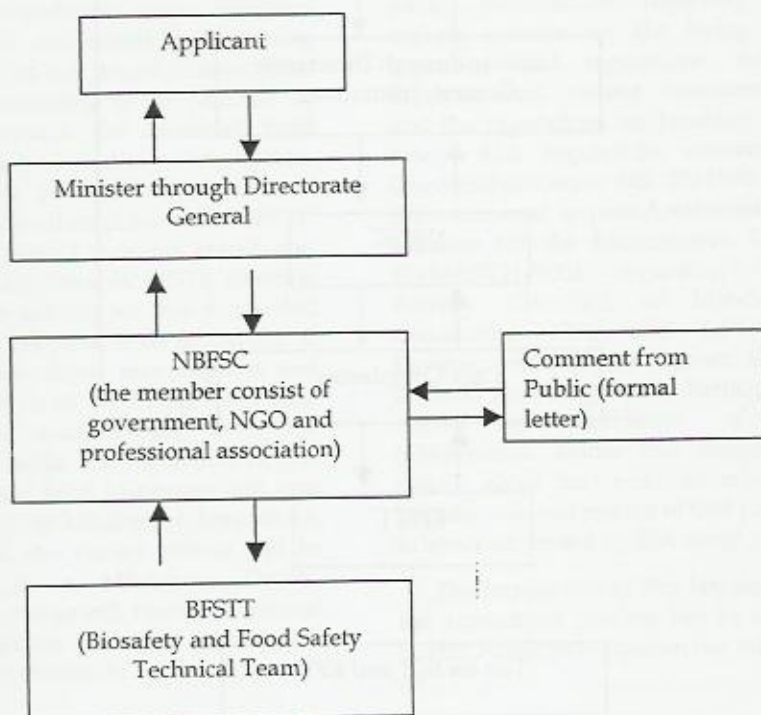 Applicant
Minister through Directorate
General
NBFSC
(the member consist of
government, NGO and
professional association)
Comment from
Public (formal
letter)
BFSTT
(Biosafety and Food Safety
Technical Team)